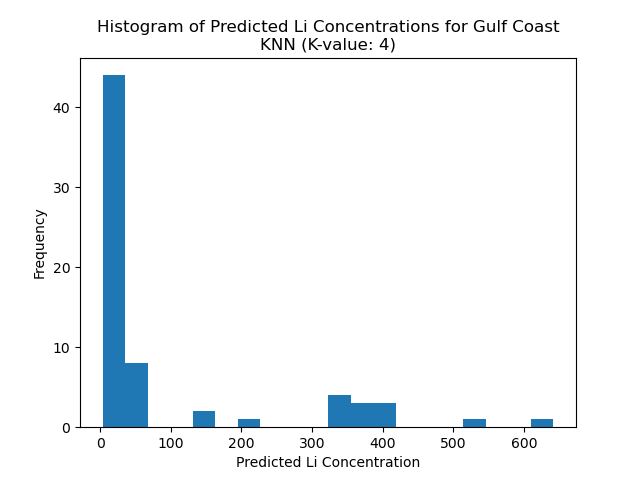 Histogram of Predicted Li Concentrations for Gulf Coast
KNN (K-value: 4)
40
30
20
10
0
Frequency
0 100 200 300 400 500 600
Predicted Li Concentration